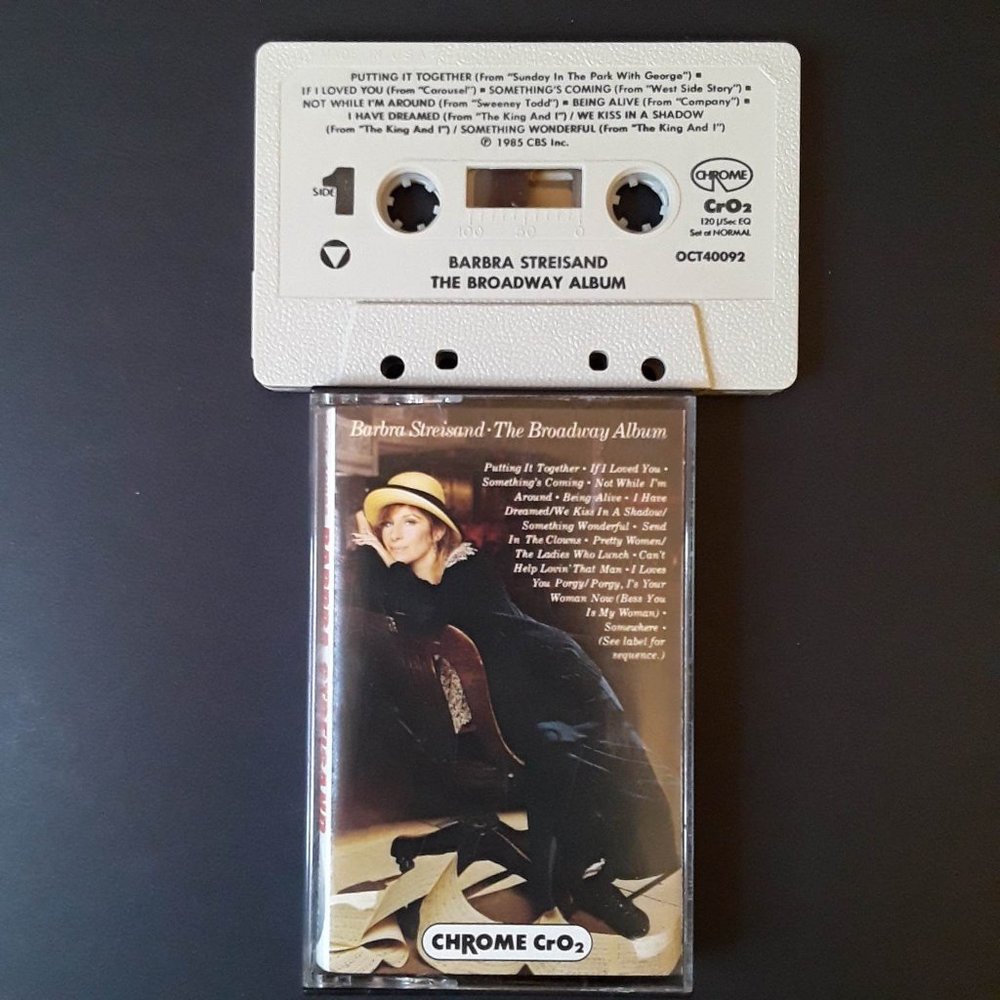 PUTTING IT TOGETHER (From "Sunday In The Park With George") ■
IF I LOVED YOU (From "Carousel") ■ SOMETHING'S COMING (From "West Side Story") ■
NOT WHILE I'M AROUND (From "Sweeney Todd") ■ BEING ALIVE (From "Company") ■
I HAVE DREAMED (From "The King And I") / WE KISS IN A SHADOW
(From "The King And I") / SOMETHING WONDERFUL (From "The King And I")
℗ 1985 CBS Inc.
SIDE 1
CHROME
CrO2
120 µSec EQ
Set at NORMAL
100 50 0
OCT40092
BARBRA STREISAND
THE BROADWAY ALBUM
Barbra Streisand · The Broadway Album
Putting It Together • If I Loved You •
Something's Coming • Not While I'm
Around • Being Alive • I Have
Dreamed/We Kiss In A Shadow/
Something Wonderful • Send
In The Clowns • Pretty Women/
The Ladies Who Lunch • Can't
Help Lovin' That Man • I Loves
You Porgy/Porgy, I's Your
Woman Now (Bess You
Is My Woman) •
Somewhere •
(See label for
sequence.)
CHROME CrO2